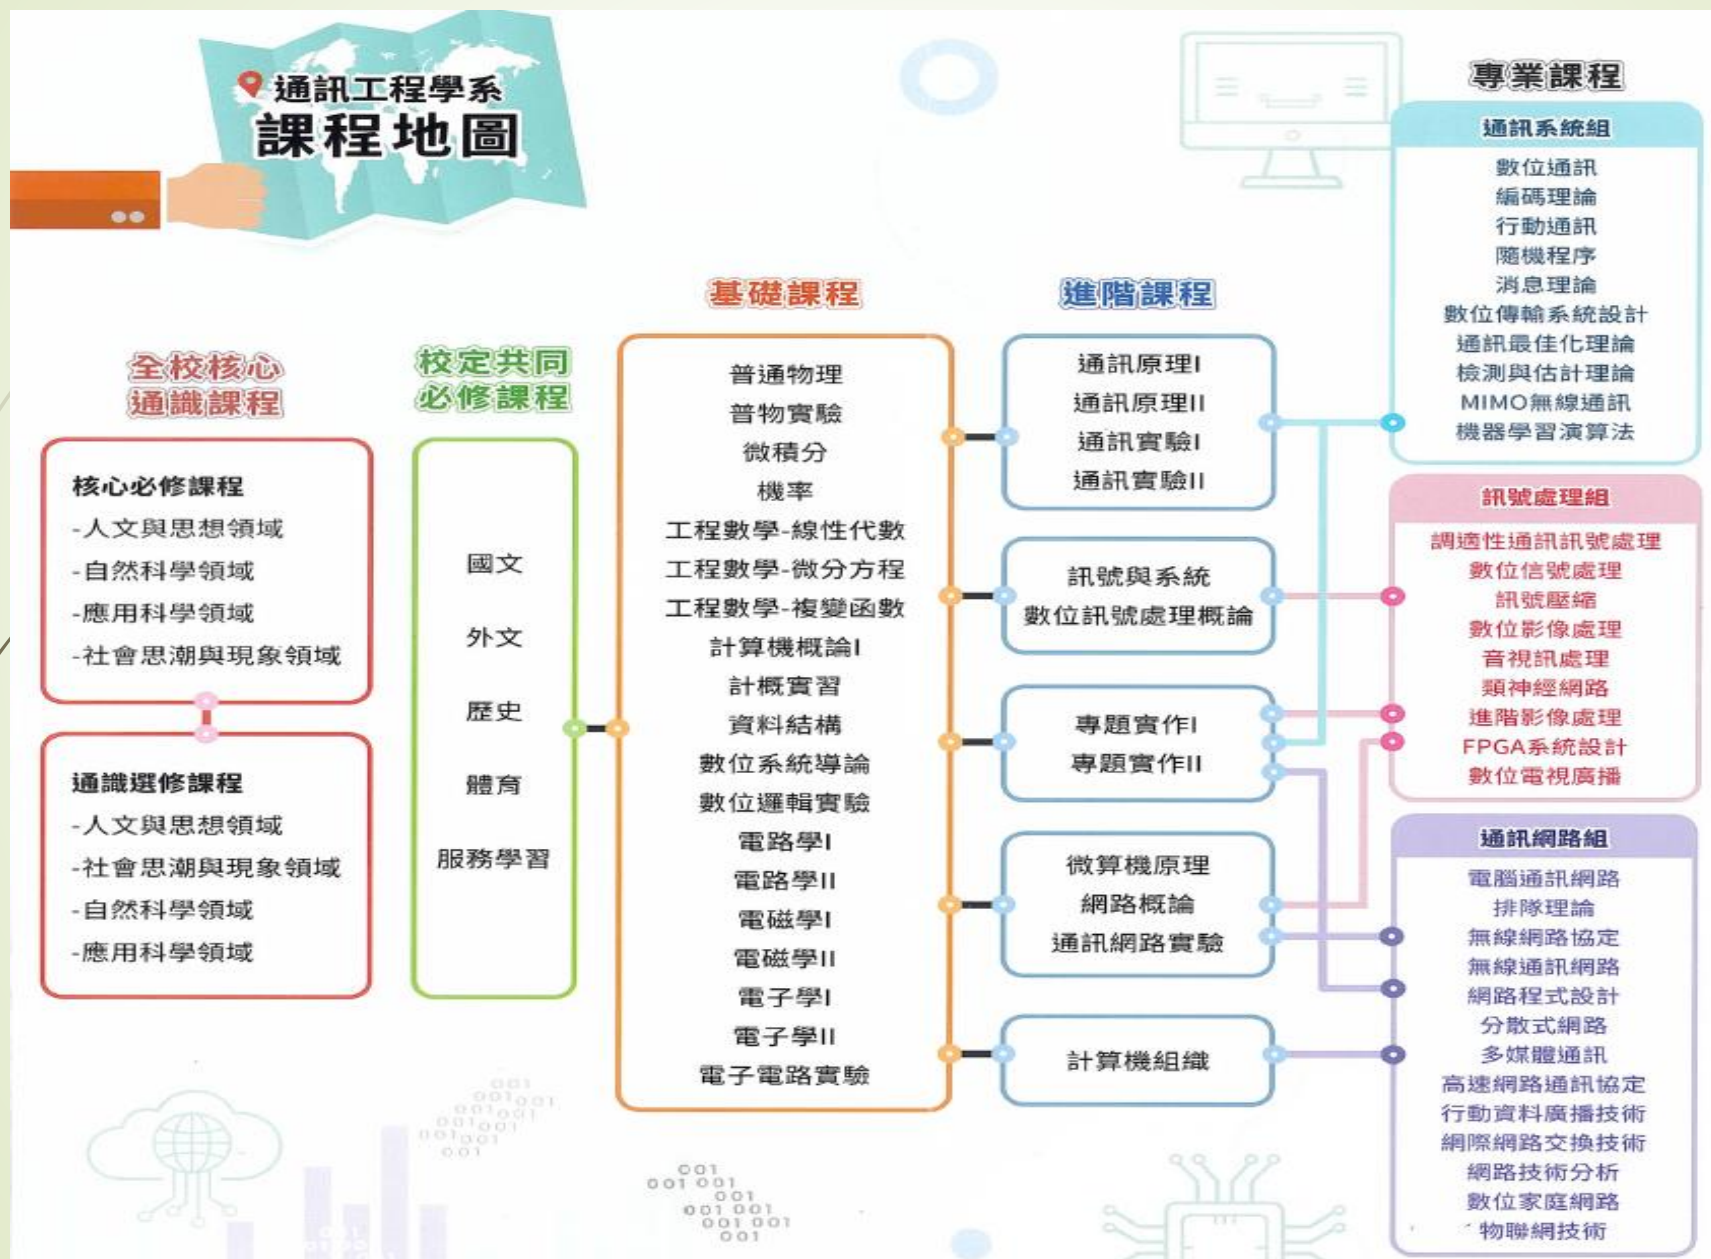 通訊工程學系
課程地圖
全校核心
通識課程
核心必修課程
-人文與思想領域
-自然科學領域
-應用科學領域
-社會思潮與現象領域
通識選修課程
-人文與思想領域
-社會思潮與現象領域
-自然科學領域
-應用科學領域
校定共同
必修課程
國文
外文
歷史
體育
服務學習
基礎課程
普通物理
普物實驗
微積分
機率
工程數學-線性代數
工程數學-微分方程
工程數學-複變函數
計算機概論I
計概實習
資料結構
數位系統導論
數位邏輯實驗
電路學I
電路學II
電磁學I
電磁學II
電子學I
電子學II
電子電路實驗
進階課程
通訊原理I
通訊原理II
通訊實驗I
通訊實驗II
訊號與系統
數位訊號處理概論
專題實作I
專題實作II
微算機原理
網路概論
通訊網路實驗
計算機組織
專業課程
通訊系統組
數位通訊
編碼理論
行動通訊
隨機程序
消息理論
數位傳輸系統設計
通訊最佳化理論
檢測與估計理論
MIMO無線通訊
機器學習演算法
訊號處理組
調適性通訊訊號處理
數位信號處理
訊號壓縮
數位影像處理
音視訊處理
類神經網路
進階影像處理
FPGA系統設計
數位電視廣播
通訊網路組
電腦通訊網路
排隊理論
無線網路協定
無線通訊網路
網路程式設計
分散式網路
多媒體通訊
高速網路通訊協定
行動資料廣播技術
網際網路交換技術
網路技術分析
數位家庭網路
物聯網技術
001
001 001
001
001 001
001 001
001